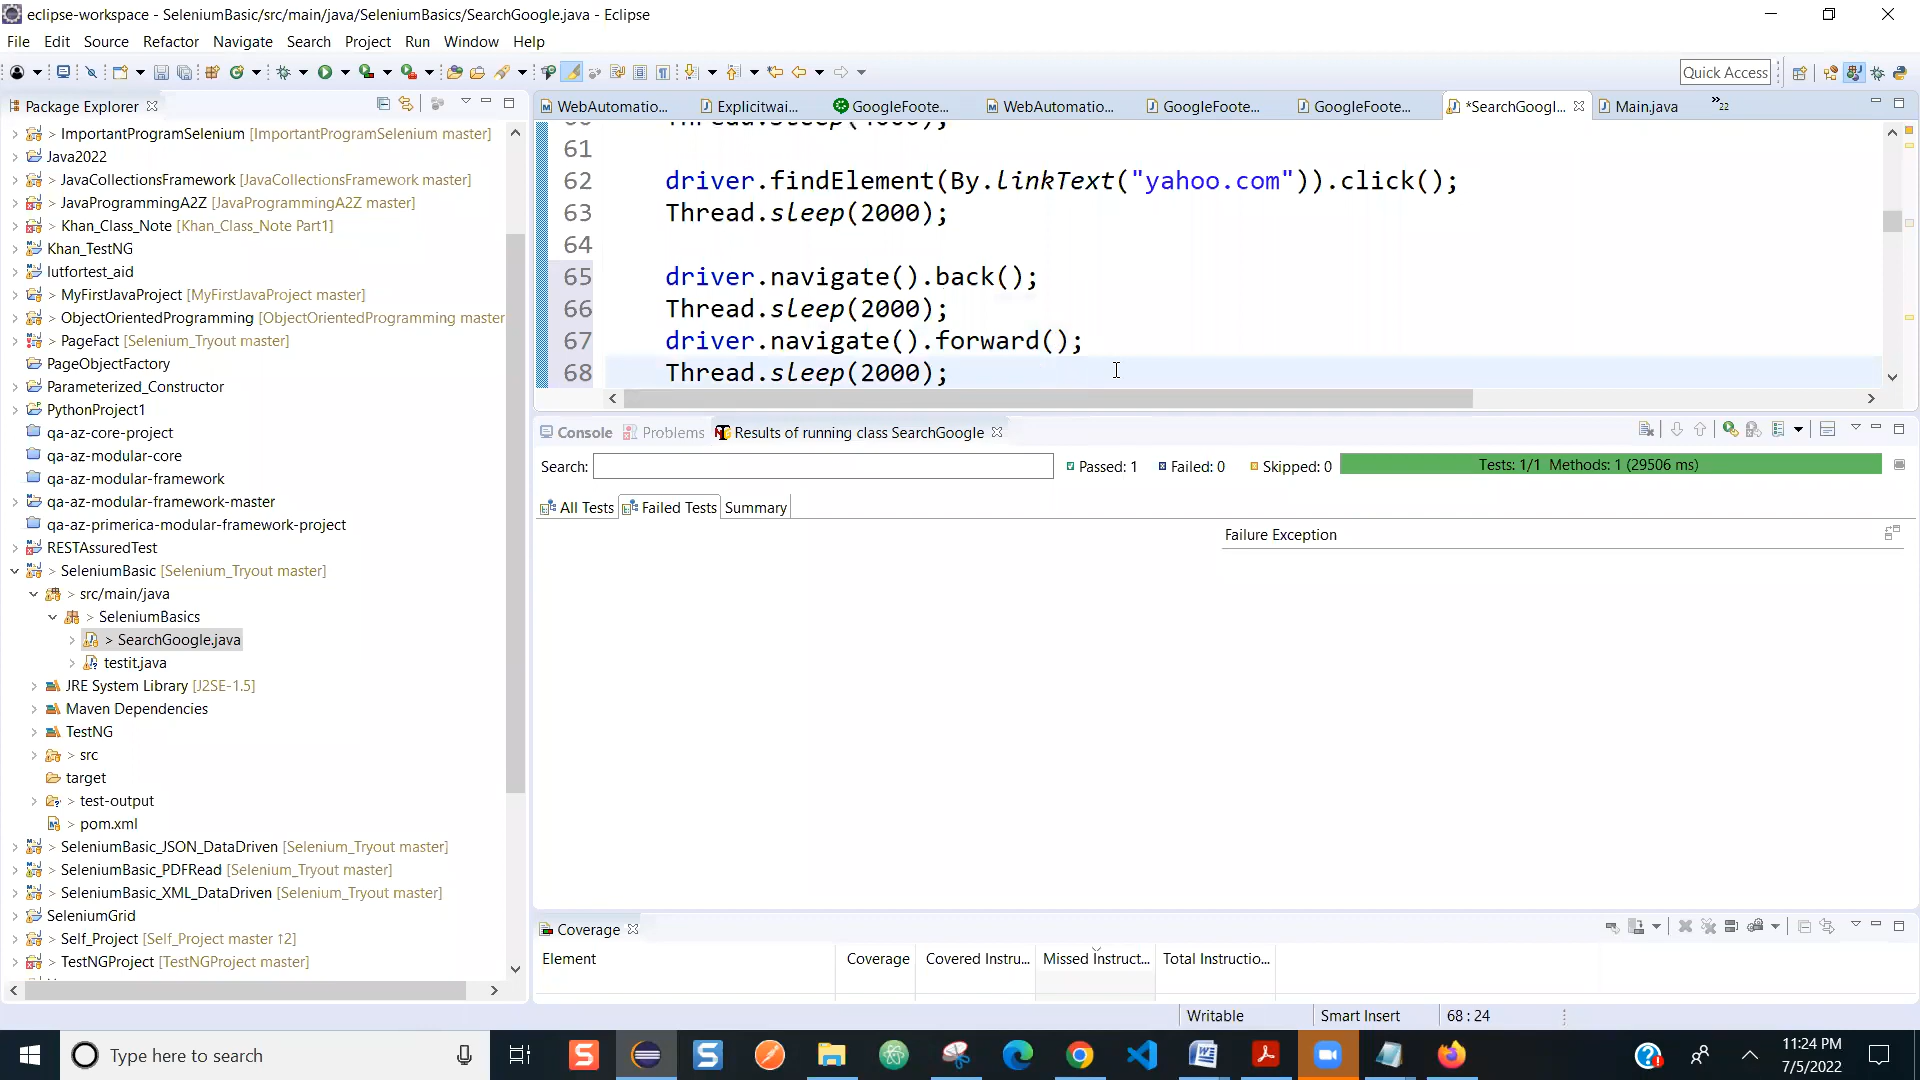 eclipse-workspace - SeleniumBasic/src/main/java/SeleniumBasics/SearchGoogle.java - Eclipse
File Edit Source Refactor Navigate Search Project Run Window Help
Quick Access
Package Explorer
WebAutomatio... Explicitwai... GoogleFoote... WebAutomatio... GoogleFoote... GoogleFoote... *SearchGoogl... Main.java »22
> ImportantProgramSelenium [ImportantProgramSelenium master]
Java2022
> JavaCollectionsFramework [JavaCollectionsFramework master]
> JavaProgrammingA2Z [JavaProgrammingA2Z master]
> Khan_Class_Note [Khan_Class_Note Part1]
Khan_TestNG
lutfortest_aid
> MyFirstJavaProject [MyFirstJavaProject master]
> ObjectOrientedProgramming [ObjectOrientedProgramming master
> PageFact [Selenium_Tryout master]
PageObjectFactory
Parameterized_Constructor
PythonProject1
qa-az-core-project
qa-az-modular-core
qa-az-modular-framework
qa-az-modular-framework-master
qa-az-primerica-modular-framework-project
RESTAssuredTest
> SeleniumBasic [Selenium_Tryout master]
> src/main/java
> SeleniumBasics
> SearchGoogle.java
testit.java
JRE System Library [J2SE-1.5]
Maven Dependencies
TestNG
> src
target
> test-output
> pom.xml
> SeleniumBasic_JSON_DataDriven [Selenium_Tryout master]
> SeleniumBasic_PDFRead [Selenium_Tryout master]
> SeleniumBasic_XML_DataDriven [Selenium_Tryout master]
SeleniumGrid
> Self_Project [Self_Project master ↑2]
> TestNGProject [TestNGProject master]
61
62 driver.findElement(By.linkText("yahoo.com")).click();
63 Thread.sleep(2000);
64
65 driver.navigate().back();
66 Thread.sleep(2000);
67 driver.navigate().forward();
68 Thread.sleep(2000);
Console Problems Results of running class SearchGoogle
Search: Passed: 1 Failed: 0 Skipped: 0 Tests: 1/1 Methods: 1 (29506 ms)
All Tests Failed Tests Summary
Failure Exception
Coverage
Element Coverage Covered Instru... Missed Instruct... Total Instructio...
Writable Smart Insert 68 : 24
Type here to search
11:24 PM
7/5/2022